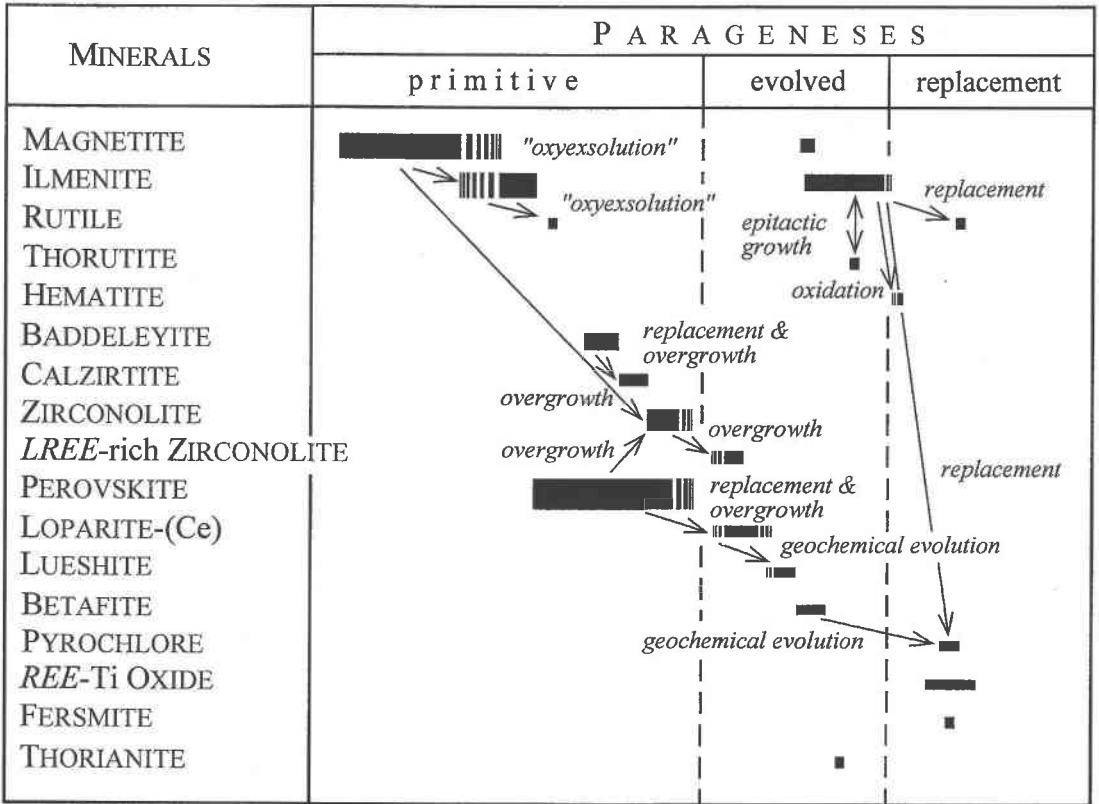 MINERALS
PARAGENESES
primitive
evolved
replacement
MAGNETITE
"oxyexsolution"
ILMENITE
replacement
RUTILE
"oxyexsolution"
epitactic
growth
THORUTITE
HEMATITE
oxidation
BADDELEYITE
replacement &
overgrowth
CALZIRTITE
overgrowth
ZIRCONOLITE
overgrowth
LREE-rich ZIRCONOLITE
overgrowth
replacement
PEROVSKITE
replacement &
overgrowth
LOPARITE-(Ce)
geochemical evolution
LUESHITE
BETAFITE
PYROCHLORE
geochemical evolution
REE-Ti OXIDE
FERSMITE
THORIANITE